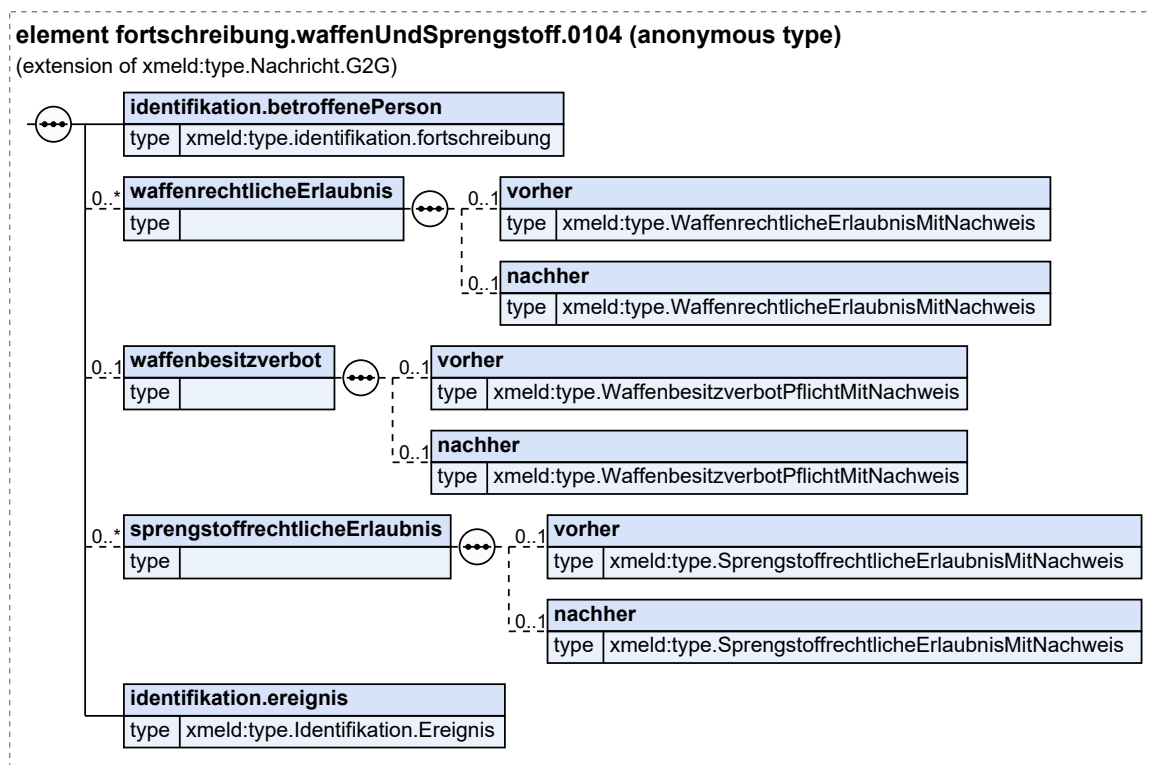 element fortschreibung.waffenUndSprengstoff.0104 (anonymous type)
(extension of xmeld:type.Nachricht.G2G)
identifikation.betroffenePerson
type xmeld:type.identifikation.fortschreibung
0..* waffenrechtlicheErlaubnis
type
0..1 vorher
type xmeld:type.WaffenrechtlicheErlaubnisMitNachweis
0..1 nachher
type xmeld:type.WaffenrechtlicheErlaubnisMitNachweis
0..1 waffenbesitzverbot
type
0..1 vorher
type xmeld:type.WaffenbesitzverbotPflichtMitNachweis
0..1 nachher
type xmeld:type.WaffenbesitzverbotPflichtMitNachweis
0..* sprengstoffrechtlicheErlaubnis
type
0..1 vorher
type xmeld:type.SprengstoffrechtlicheErlaubnisMitNachweis
0..1 nachher
type xmeld:type.SprengstoffrechtlicheErlaubnisMitNachweis
identifikation.ereignis
type xmeld:type.Identifikation.Ereignis